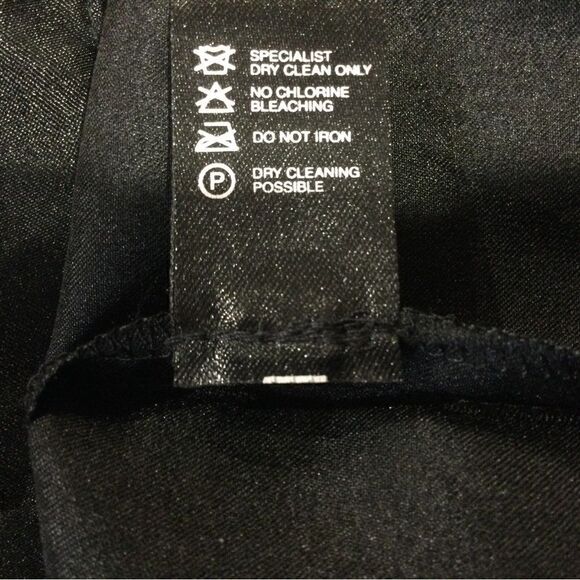 SPECIALIST
DRY CLEAN ONLY
NO CHLORINE
BLEACHING
DO NOT IRON
P
DRY CLEANING
POSSIBLE